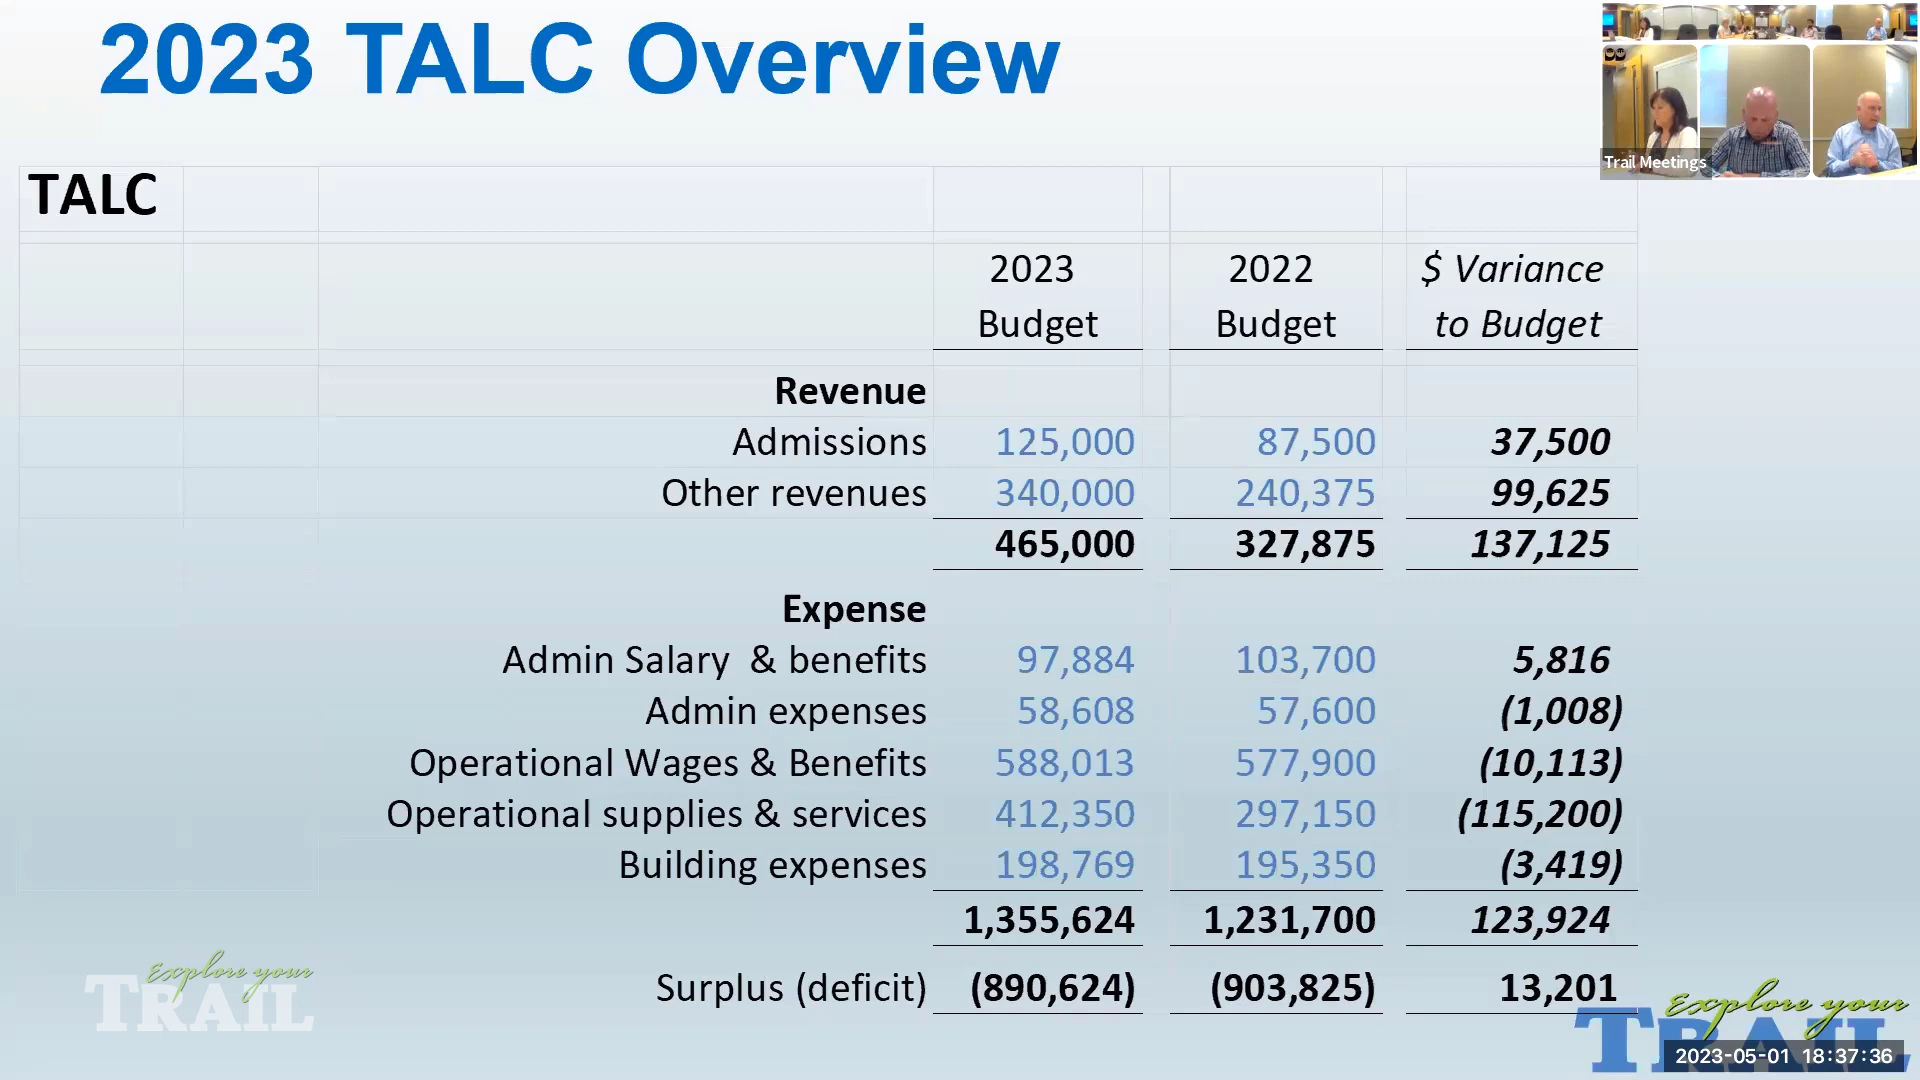 2023 TALC Overview
Trail Meetings
TALC
2023 Budget 2022 Budget $ Variance to Budget
Revenue
Admissions 125,000 87,500 37,500
Other revenues 340,000 240,375 99,625
465,000 327,875 137,125
Expense
Admin Salary & benefits 97,884 103,700 5,816
Admin expenses 58,608 57,600 (1,008)
Operational Wages & Benefits 588,013 577,900 (10,113)
Operational supplies & services 412,350 297,150 (115,200)
Building expenses 198,769 195,350 (3,419)
1,355,624 1,231,700 123,924
Surplus (deficit) (890,624) (903,825) 13,201
Explore your
TRAIL
Explore your
TRAIL
2023-05-01 18:37:36